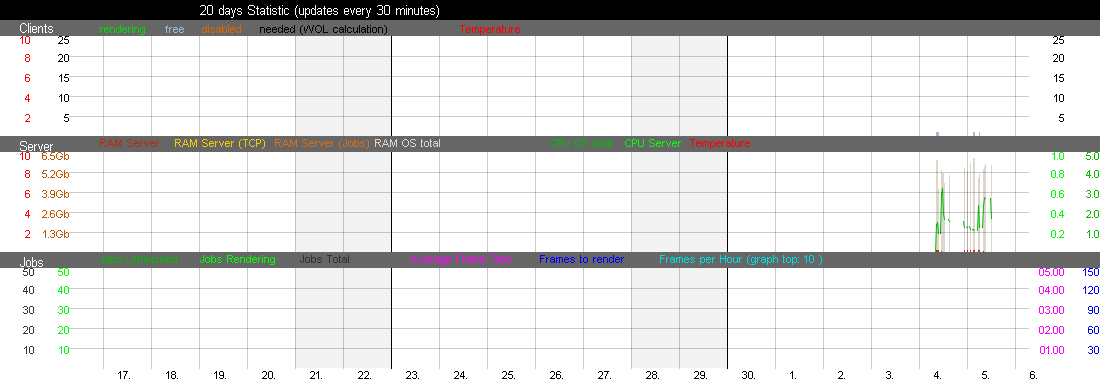 20 days Statistic (updates every 30 minutes)
Clients rendering free disabled needed (WOL calculation) Temperature
10 25 25
8 20 20
6 15 15
4 10 10
2 5 5
Server RAM Server RAM Server (TCP) RAM Server (Jobs) RAM OS total CPU Server Temperature
10 6.5Gb 1.0 5.0
8 5.2Gb 0.8 4.0
6 3.9Gb 0.6 3.0
4 2.6Gb 0.4 2.0
2 1.3Gb 0.2 1.0
Jobs Jobs Rendering Jobs Total Average Frame Time Frames to render Frames per Hour (graph top: 10 )
50 50 05.00 150
40 40 04.00 120
30 30 03.00 90
20 20 02.00 60
10 10 01.00 30
17. 18. 19. 20. 21. 22. 23. 24. 25. 26. 27. 28. 29. 30. 1. 2. 3. 4. 5. 6.